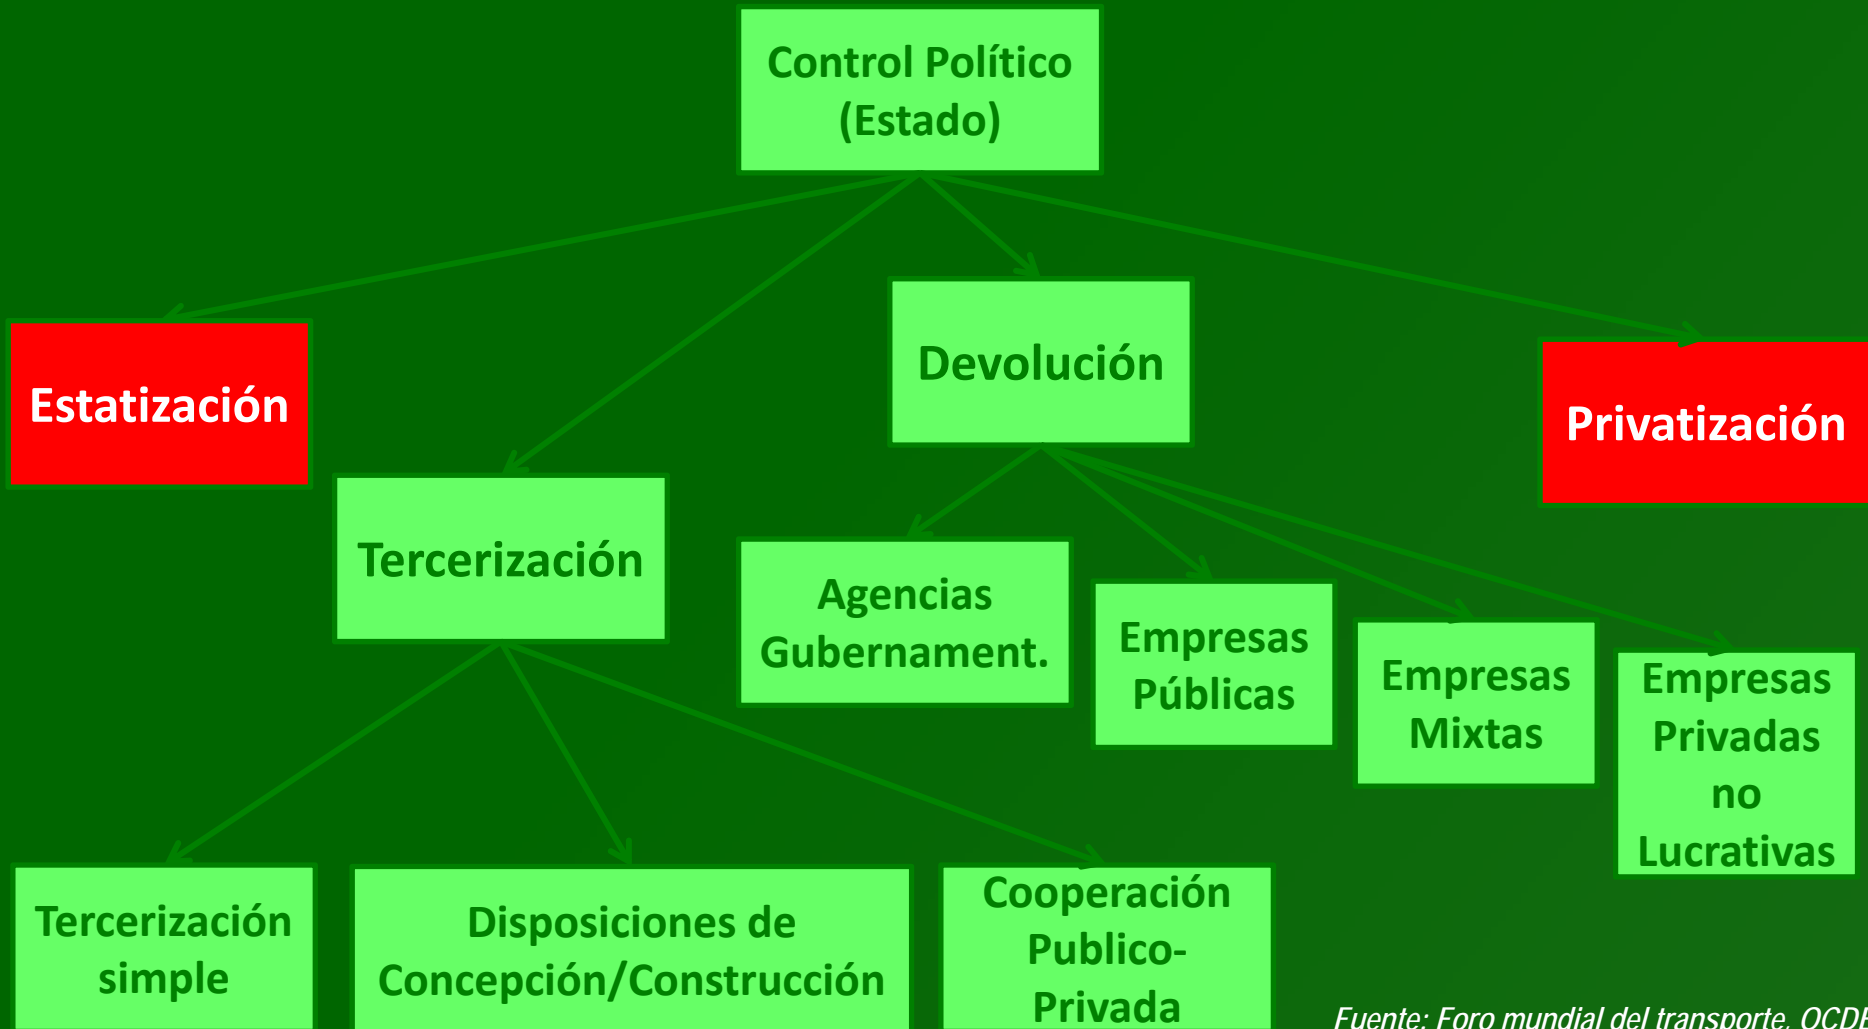 Control Político
(Estado)
Estatización
Devolución
Privatización
Tercerización
Agencias
Gubernament.
Empresas
Públicas
Empresas
Mixtas
Empresas
Privadas
no
Lucrativas
Tercerización
simple
Disposiciones de
Concepción/Construcción
Cooperación
Publico-
Privada
Fuente: Foro mundial del transporte, OCDE